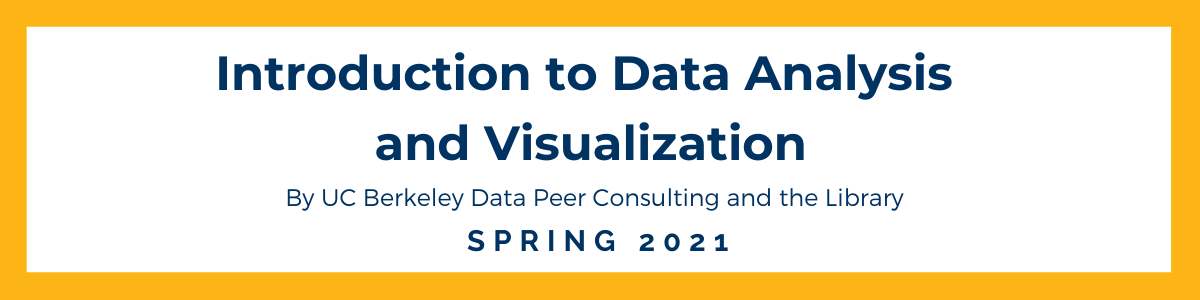 Introduction to Data Analysis
and Visualization
By UC Berkeley Data Peer Consulting and the Library
SPRING 2021